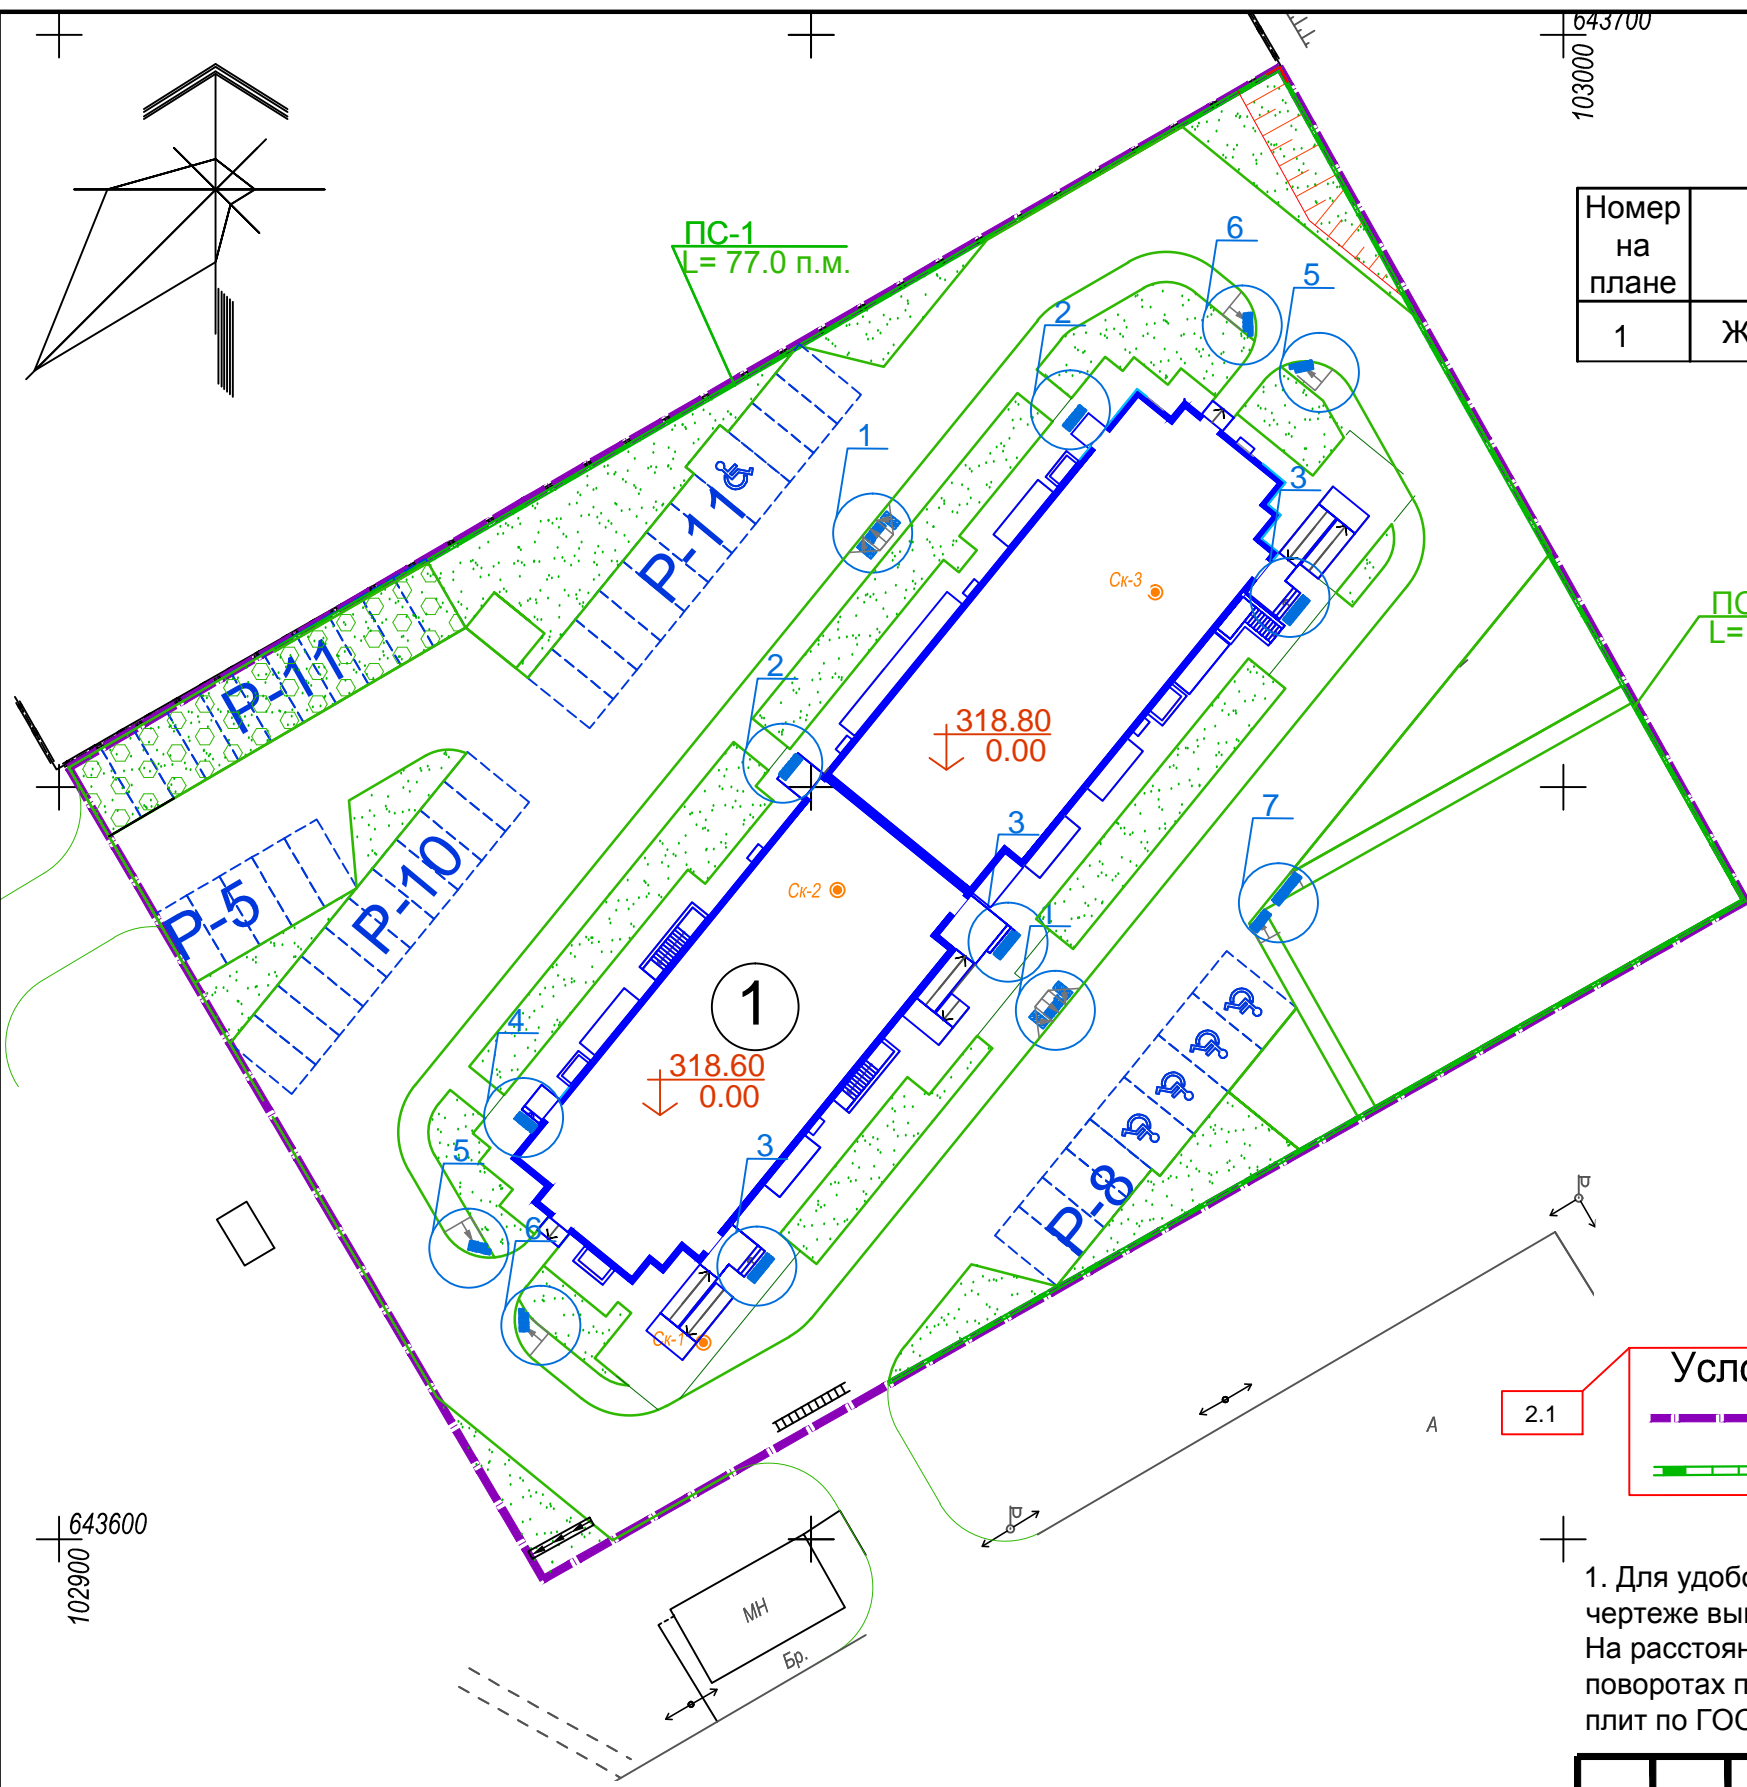 643700
103000
Номер
на
плане
1
Ж
ПС-1
L= 77.0 п.м.
6
5
2
1
3
Р-11
Ск-3
ПС
L=
Р-11
2
318.80
0.00
7
3
Р-10
Р-5
Ск-2
1
1
4
318.60
0.00
5
3
6
Р-8
Ск-1
Усло
2.1
А
643600
102900
МН
Бр.
1. Для удобс
чертеже вып
На расстоян
поворотах п
плит по ГОС